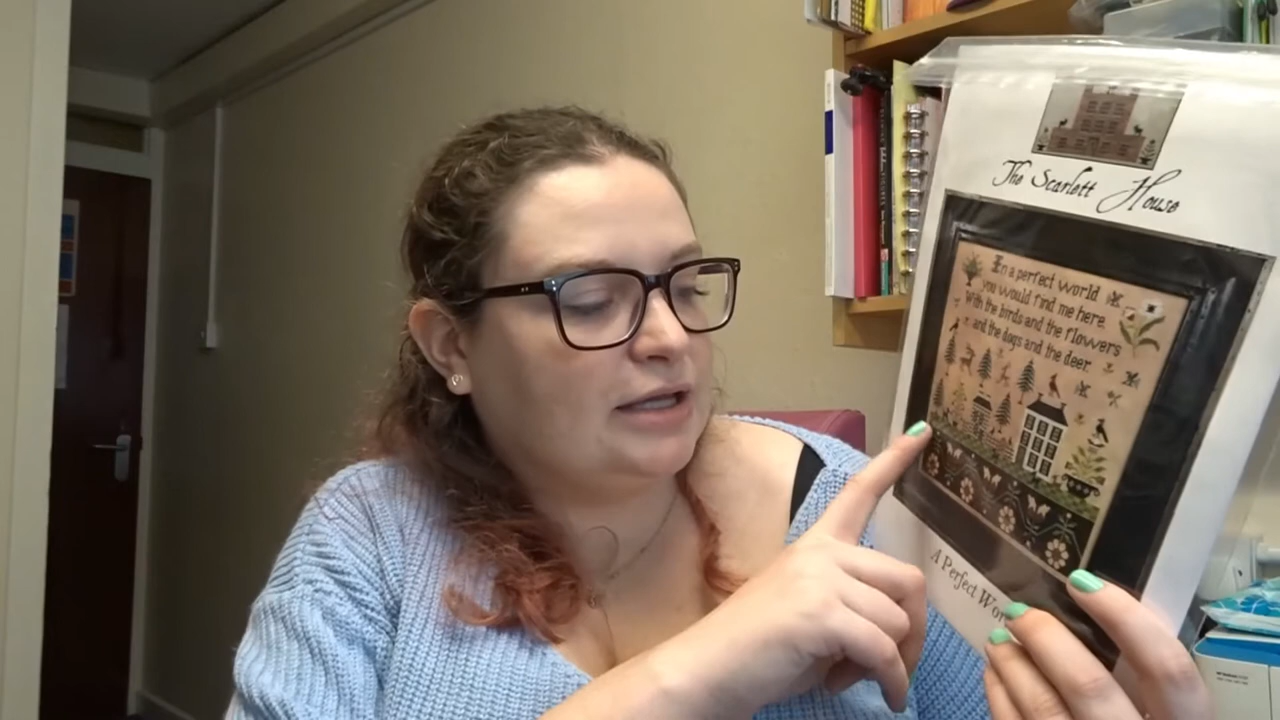 The Scarlett House
In a perfect world
you would find me here.
With the birds and the flowers
and the dogs and the deer.
A Perfect Wor